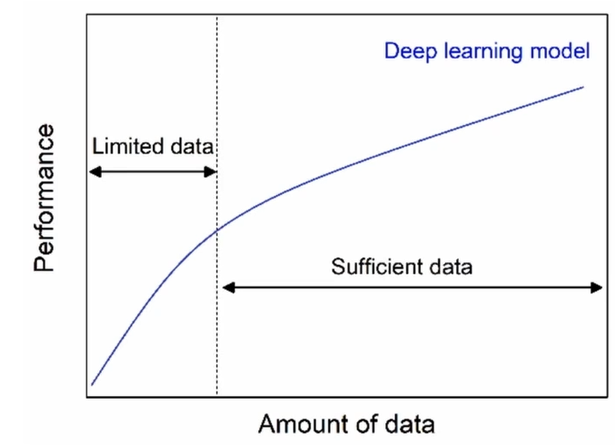 Deep learning model
Limited data
Performance
Sufficient data
Amount of data